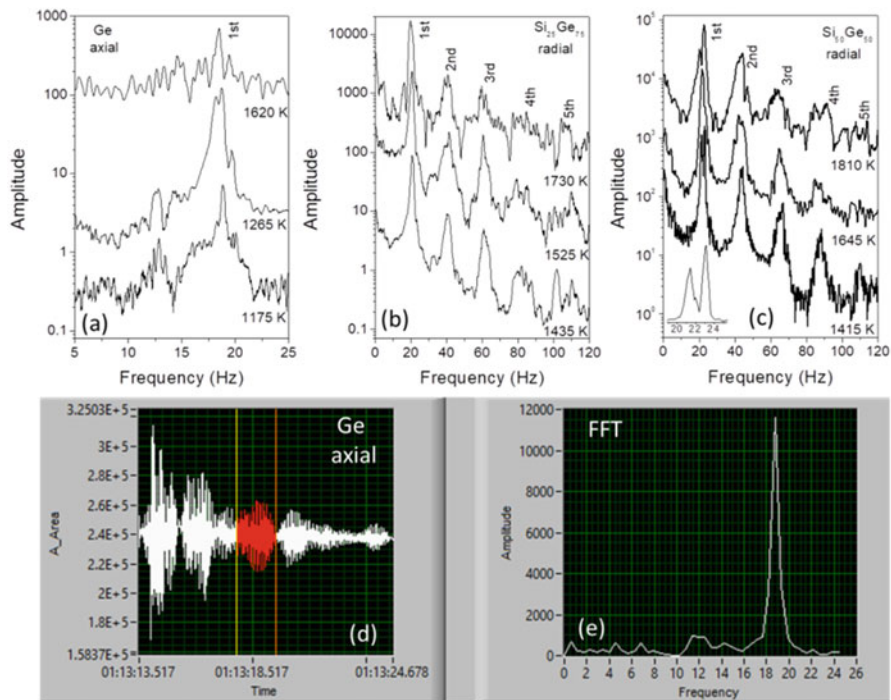 1000
100
10
1
0.1
Amplitude
Ge
axial
1st
1620 K
1265 K
1175 K
(a)
5 10 15 20 25
Frequency (Hz)
10000
1000
100
10
1
0.1
Amplitude
Si25Ge75
radial
1st
2nd
3rd
4th
5th
1730 K
1525 K
1435 K
(b)
0 20 40 60 80 100 120
Frequency (Hz)
10⁵
10⁴
10³
10²
10¹
10⁰
Amplitude
Si50Ge50
radial
1st
2nd
3rd
4th
5th
1810 K
1645 K
1415 K
20 22 24
(c)
0 20 40 60 80 100 120
Frequency (Hz)
3.2503E+5
3E+5
2.8E+5
2.6E+5
2.4E+5
2.2E+5
2E+5
1.8E+5
1.5837E+5
A_Area
Ge
axial
(d)
01:13:13.517 01:13:18.517 01:13:24.678
Time
12000
10000
8000
6000
4000
2000
0
Amplitude
FFT
(e)
0 2 4 6 8 10 12 14 16 18 20 22 24 26 28
Frequency